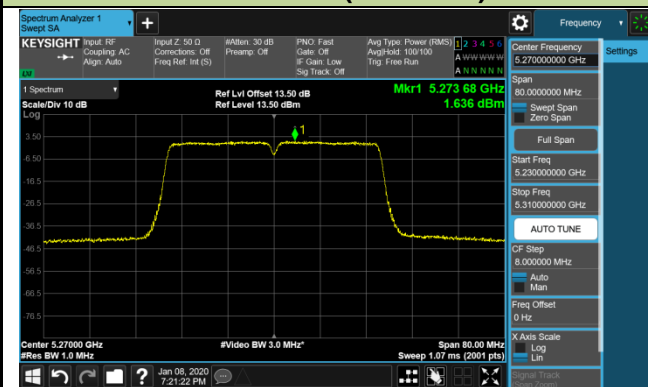 Spectrum Analyzer 1
Swept SA
+
Frequency
KEYSIGHT
Input: RF
Coupling: AC
Align: Auto
Input Z: 50 Ω
Corrections: Off
Freq Ref: Int (S)
#Atten: 30 dB
Preamp: Off
PNO: Fast
Gate: Off
IF Gain: Low
Sig Track: Off
Avg Type: Power (RMS)
Avg|Hold: 100/100
Trig: Free Run
1 2 3 4 5 6
A W W W W W
A N N N N N
1 Spectrum
Scale/Div 10 dB
Log
Ref Lvl Offset 13.50 dB
Ref Level 13.50 dBm
Mkr1 5.273 68 GHz
1.636 dBm
1
3.50
-6.50
-16.5
-26.5
-36.5
-46.5
-56.5
-66.5
-76.5
Center 5.27000 GHz
#Res BW 1.0 MHz
#Video BW 3.0 MHz*
Span 80.00 MHz
Sweep 1.07 ms (2001 pts)
Center Frequency
5.270000000 GHz
Settings
Span
80.0000000 MHz
Swept Span
Zero Span
Full Span
Start Freq
5.230000000 GHz
Stop Freq
5.310000000 GHz
AUTO TUNE
CF Step
8.000000 MHz
Auto
Man
Freq Offset
0 Hz
X Axis Scale
Log
Lin
Signal Track
(Span Zoom)
?
Jan 08, 2020
7:21:22 PM